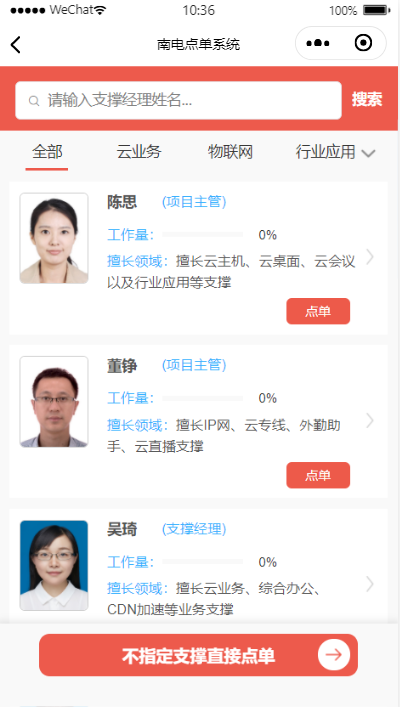 WeChat 10:36 100%
南电点单系统
请输入支撑经理姓名... 搜索
全部 云业务 物联网 行业应用
陈思 (项目主管)
工作量: 0%
擅长领域：擅长云主机、云桌面、云会议
以及行业应用等支撑
点单
董铮 (项目主管)
工作量: 0%
擅长领域：擅长IP网、云专线、外勤助
手、云直播支撑
点单
吴琦 (支撑经理)
工作量: 0%
擅长领域：擅长云业务、综合办公、
CDN加速等业务支撑
不指定支撑直接点单